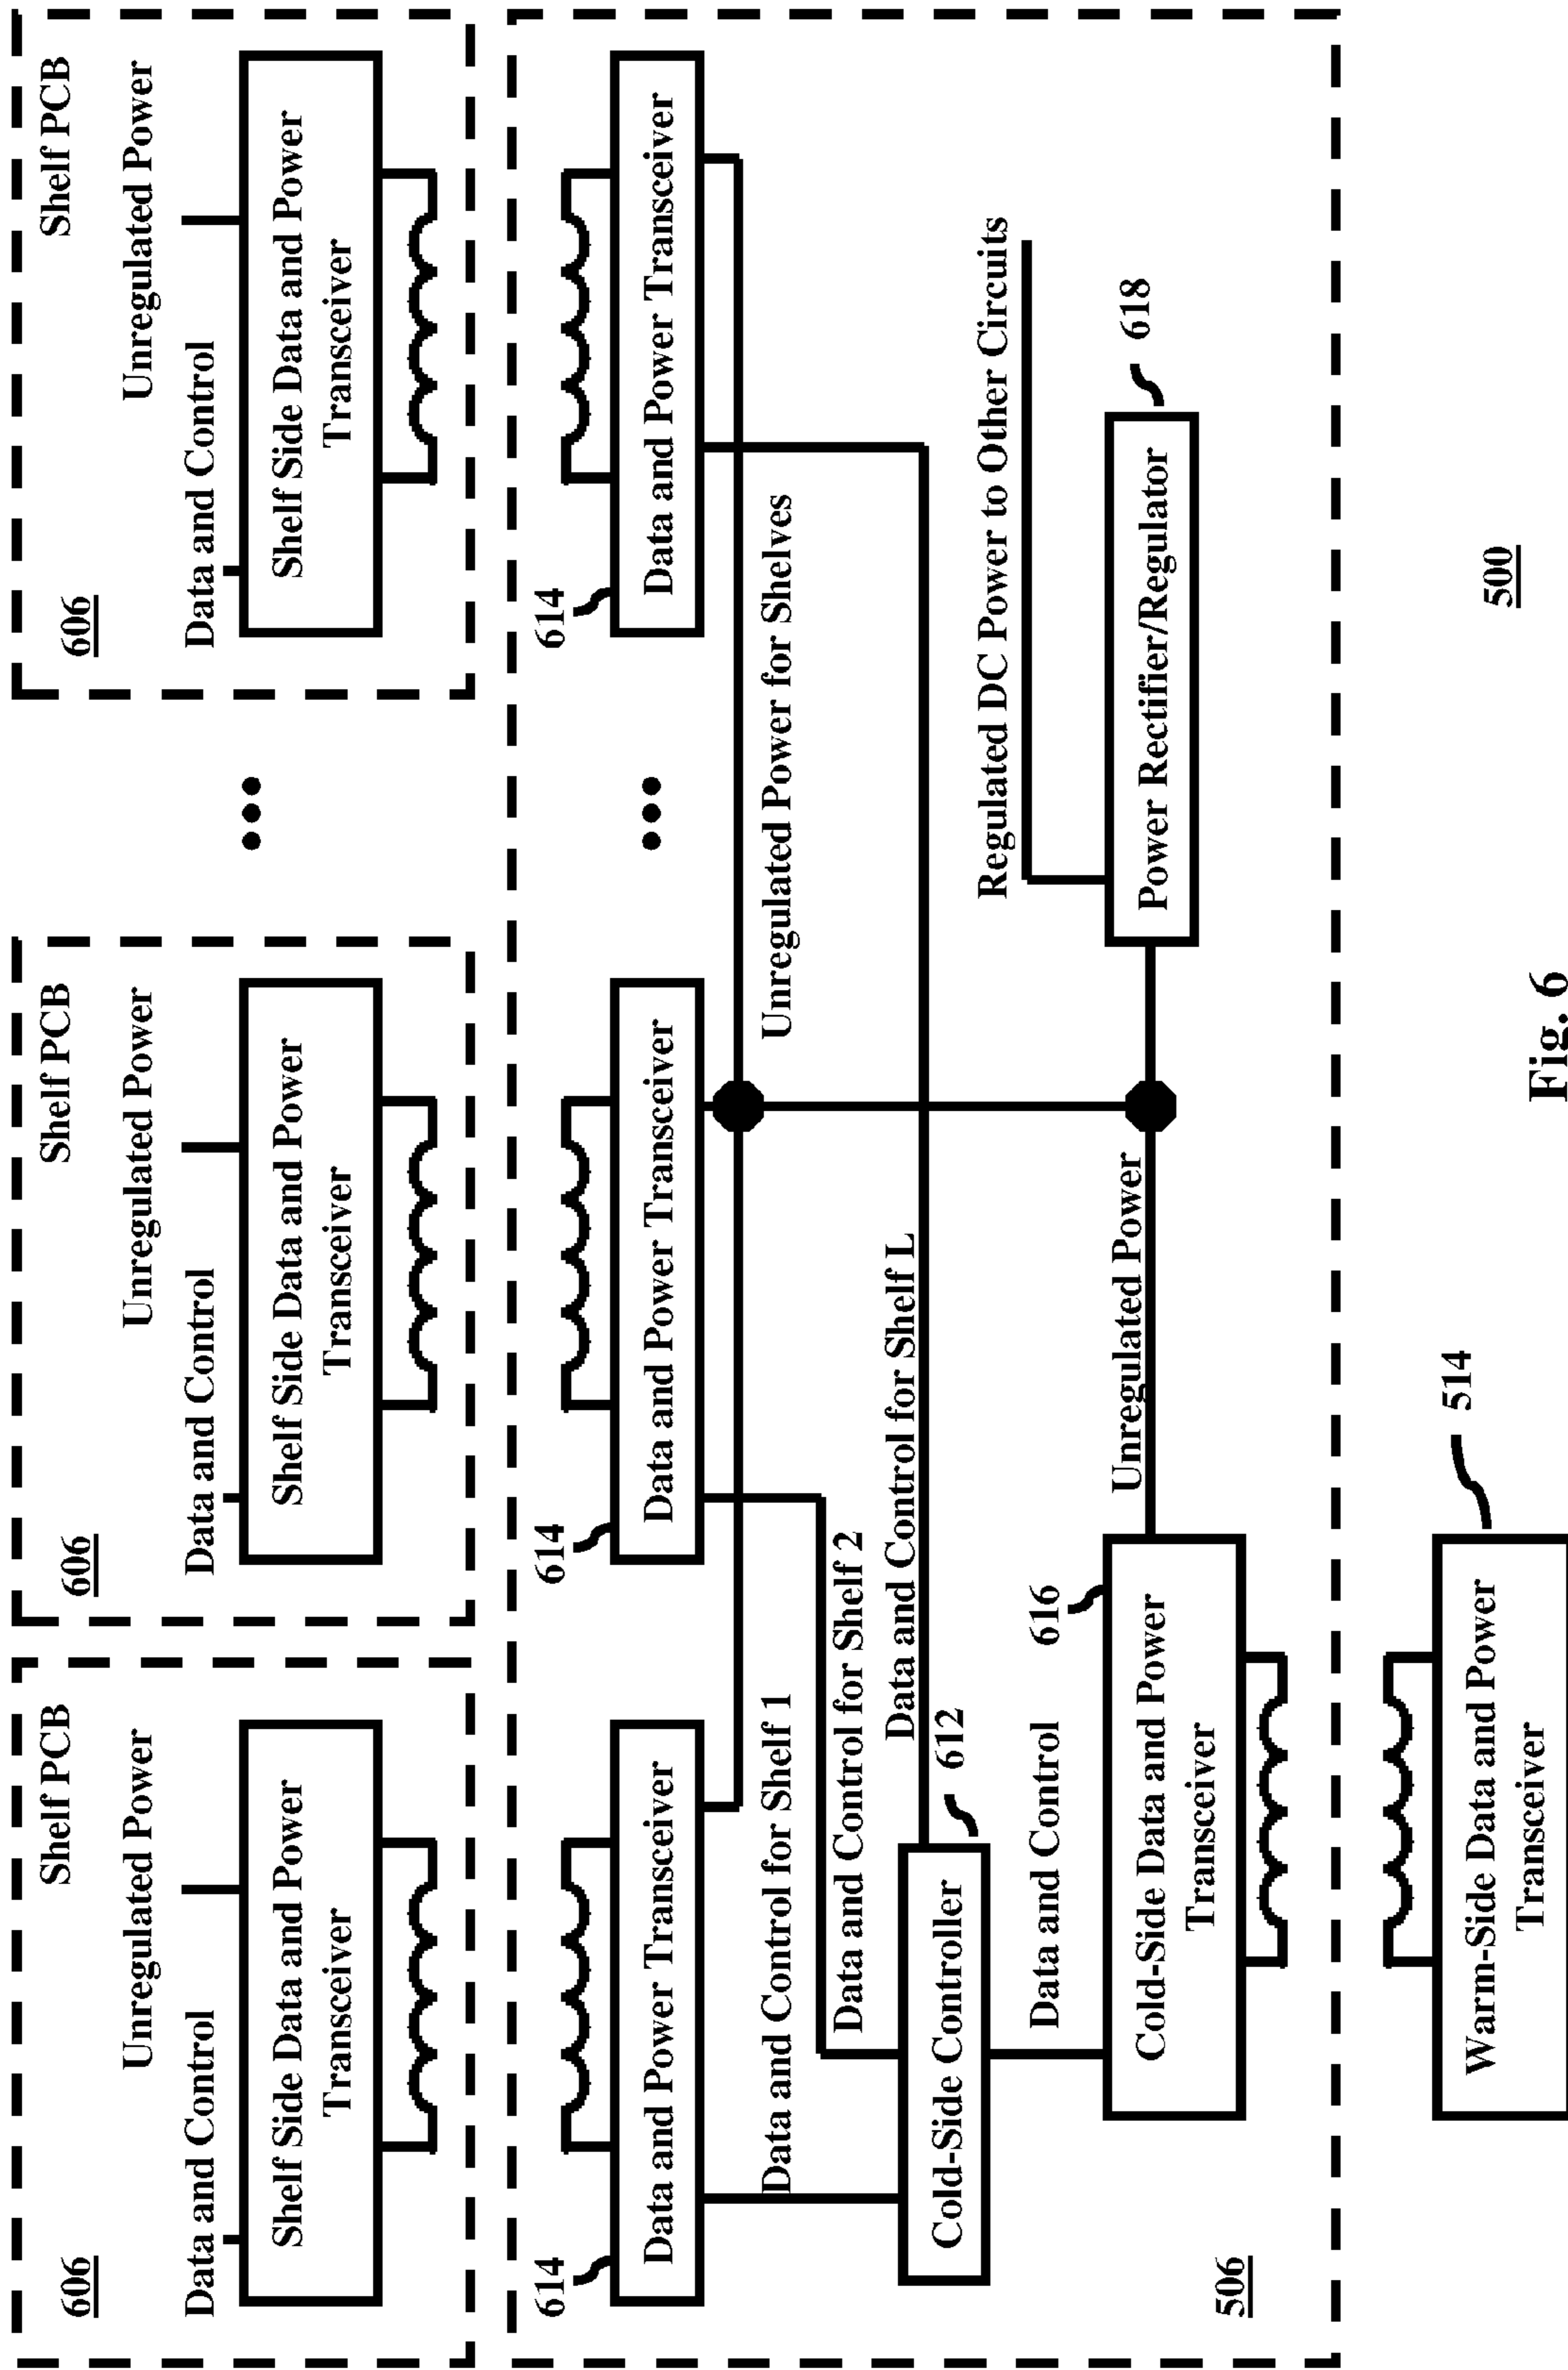 606
Shelf PCB
Unregulated Power
Data and Control
Shelf Side Data and Power
Transceiver
606
Shelf PCB
Unregulated Power
Data and Control
Shelf Side Data and Power
Transceiver
606
Shelf PCB
Unregulated Power
Data and Control
Shelf Side Data and Power
Transceiver
614
Data and Power Transceiver
614
Data and Power Transceiver
614
Data and Power Transceiver
Data and Control for Shelf 1
Unregulated Power for Shelves
Data and Control for Shelf 2
Data and Control for Shelf L
612
Cold-Side Controller
Regulated DC Power to Other Circuits
Data and Control
616
Unregulated Power
618
Cold-Side Data and Power
Transceiver
Power Rectifier/Regulator
506
514
Warm-Side Data and Power
Transceiver
500
Fig. 6